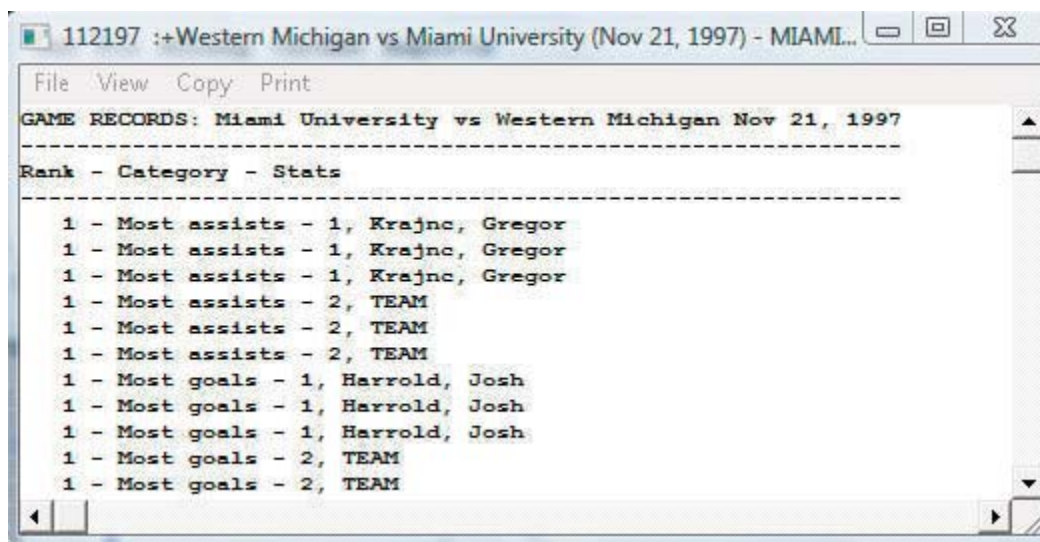 112197 :+Western Michigan vs Miami University (Nov 21, 1997) - MIAMI...
File View Copy Print
GAME RECORDS: Miami University vs Western Michigan Nov 21, 1997
---------------------------------------------------------------
Rank - Category - Stats
---------------------------------------------------------------
1 - Most assists - 1, Krajnc, Gregor
1 - Most assists - 1, Krajnc, Gregor
1 - Most assists - 1, Krajnc, Gregor
1 - Most assists - 2, TEAM
1 - Most assists - 2, TEAM
1 - Most assists - 2, TEAM
1 - Most goals - 1, Harrold, Josh
1 - Most goals - 1, Harrold, Josh
1 - Most goals - 1, Harrold, Josh
1 - Most goals - 2, TEAM
1 - Most goals - 2, TEAM